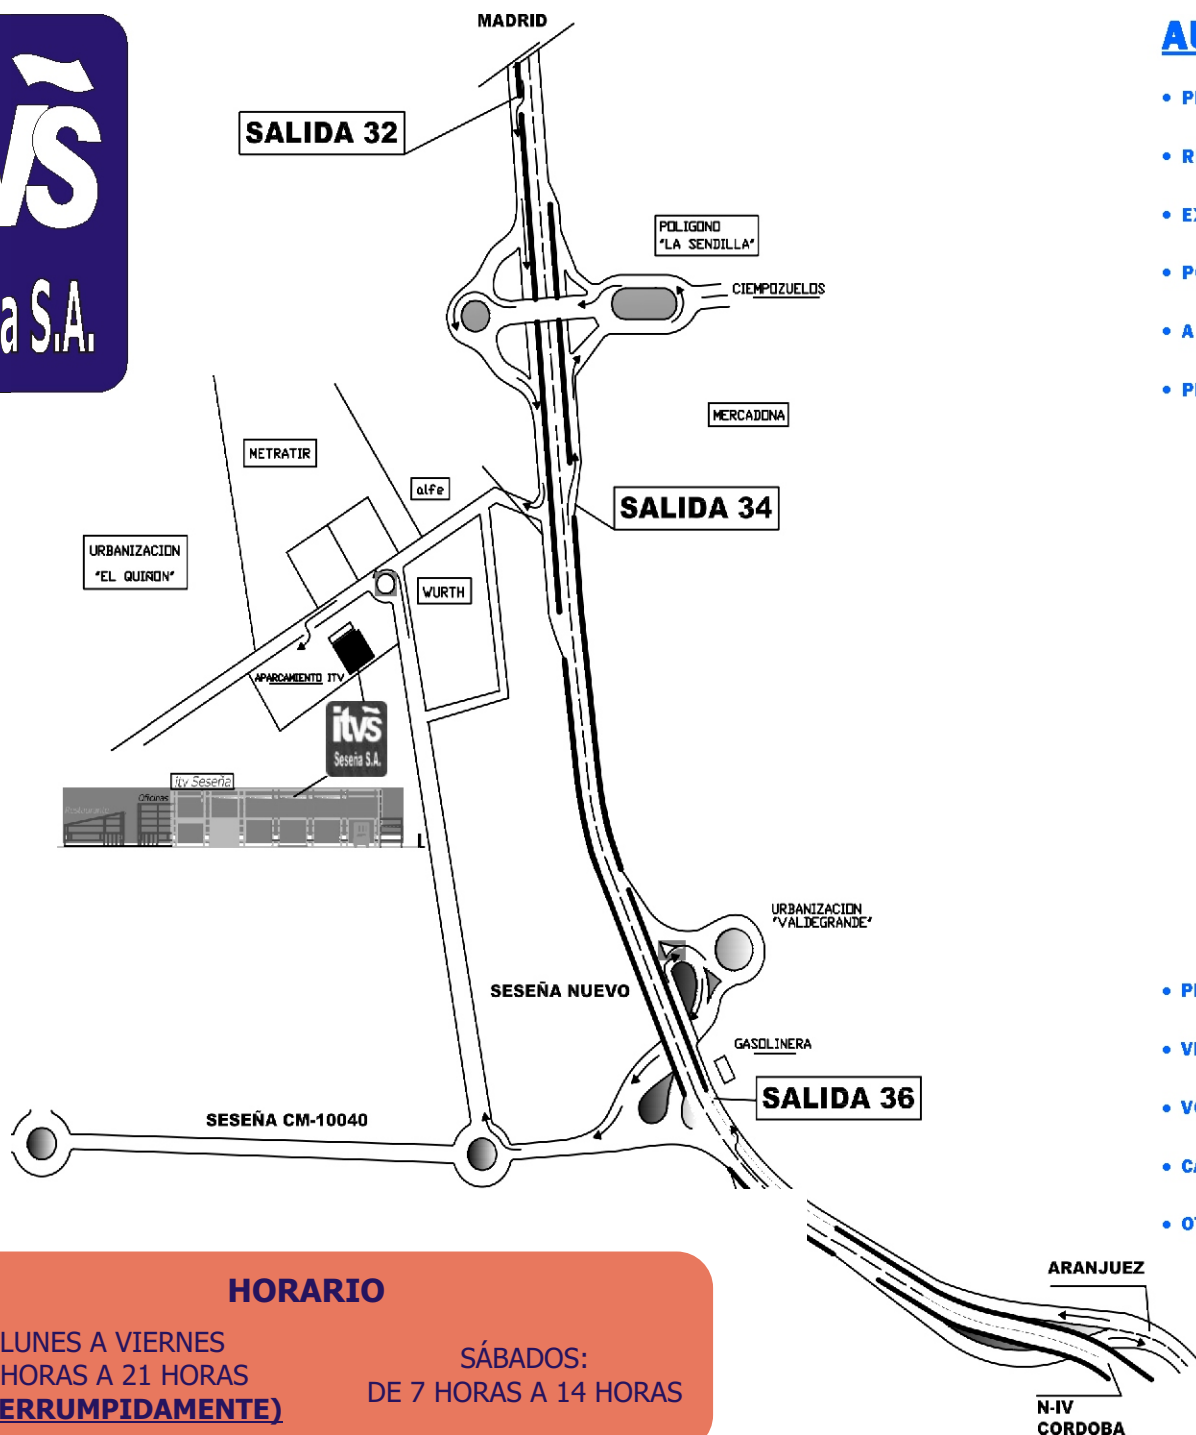 MADRID
SALIDA 32
POLIGONO
"LA SENDILLA"
CIEMPOZUELOS
a S.A.
MERCADONA
METRATIR
alfe
SALIDA 34
URBANIZACION
"EL QUIÑON"
WURTH
APARCAMIENTO ITV
itvs̃
Seseña S.A.
itv Seseña
Oficinas
Restaurante
URBANIZACION
"VALDEGRANDE"
SESEÑA NUEVO
GASOLINERA
SALIDA 36
SESEÑA CM-10040
ARANJUEZ
N-IV
CORDOBA
HORARIO
LUNES A VIERNES
HORAS A 21 HORAS
ERRUMPIDAMENTE)
SÁBADOS:
DE 7 HORAS A 14 HORAS